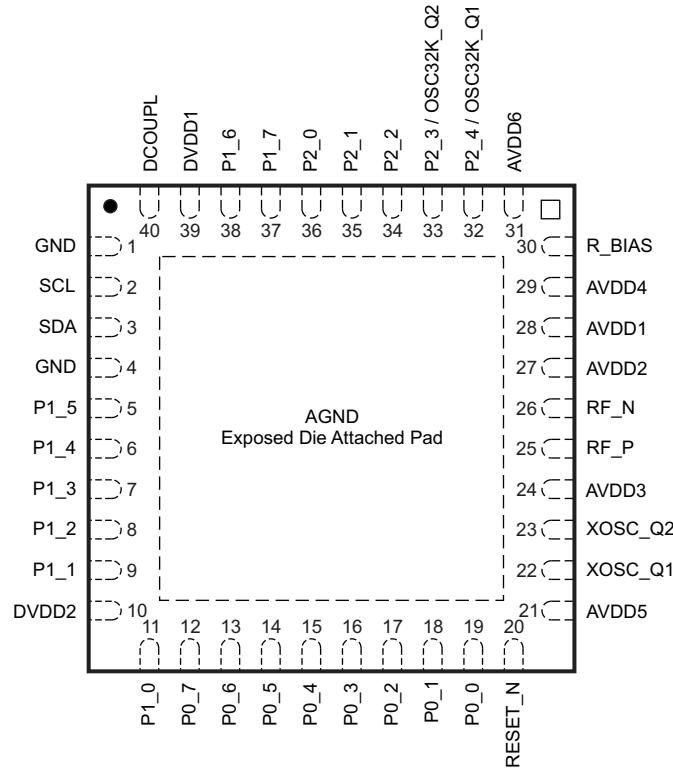 DCOUPL
DVDD1
P1_6
P1_7
P2_0
P2_1
P2_2
P2_3 / OSC32K_Q2
P2_4 / OSC32K_Q1
AVDD6
40
39
38
37
36
35
34
33
32
31
GND 1
SCL 2
SDA 3
GND 4
P1_5 5
P1_4 6
P1_3 7
P1_2 8
P1_1 9
DVDD2 10
30 R_BIAS
29 AVDD4
28 AVDD1
27 AVDD2
26 RF_N
25 RF_P
24 AVDD3
23 XOSC_Q2
22 XOSC_Q1
21 AVDD5
AGND
Exposed Die Attached Pad
11
12
13
14
15
16
17
18
19
20
P1_0
P0_7
P0_6
P0_5
P0_4
P0_3
P0_2
P0_1
P0_0
RESET_N